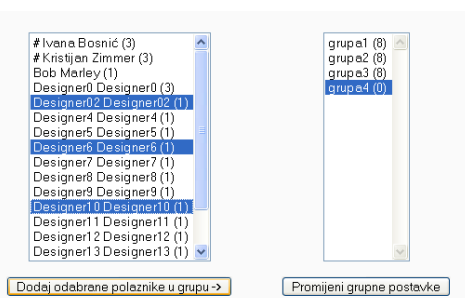 # Ivana Bosnić (3)
# Kristijan Zimmer (3)
Bob Marley (1)
Designer0 Designer0 (3)
Designer02 Designer02 (1)
Designer4 Designer4 (1)
Designer5 Designer5 (1)
Designer6 Designer6 (1)
Designer7 Designer7 (1)
Designer8 Designer8 (1)
Designer9 Designer9 (1)
Designer10 Designer10 (1)
Designer11 Designer11 (1)
Designer12 Designer12 (1)
Designer13 Designer13 (1)
Dodaj odabrane polaznike u grupu ->
grupa1 (8)
grupa2 (8)
grupa3 (8)
grupa4 (0)
Promijeni grupne postavke